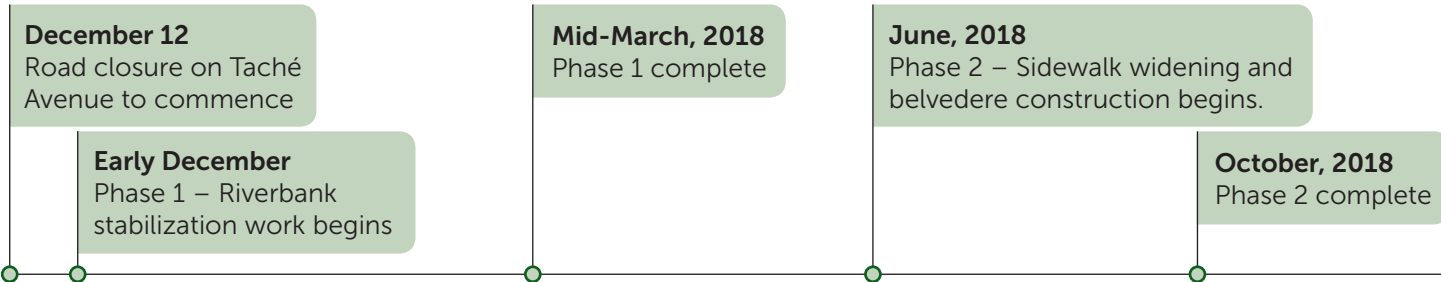 December 12
Road closure on Taché
Avenue to commence
Early December
Phase 1 – Riverbank
stabilization work begins
Mid-March, 2018
Phase 1 complete
June, 2018
Phase 2 – Sidewalk widening and
belvedere construction begins.
October, 2018
Phase 2 complete